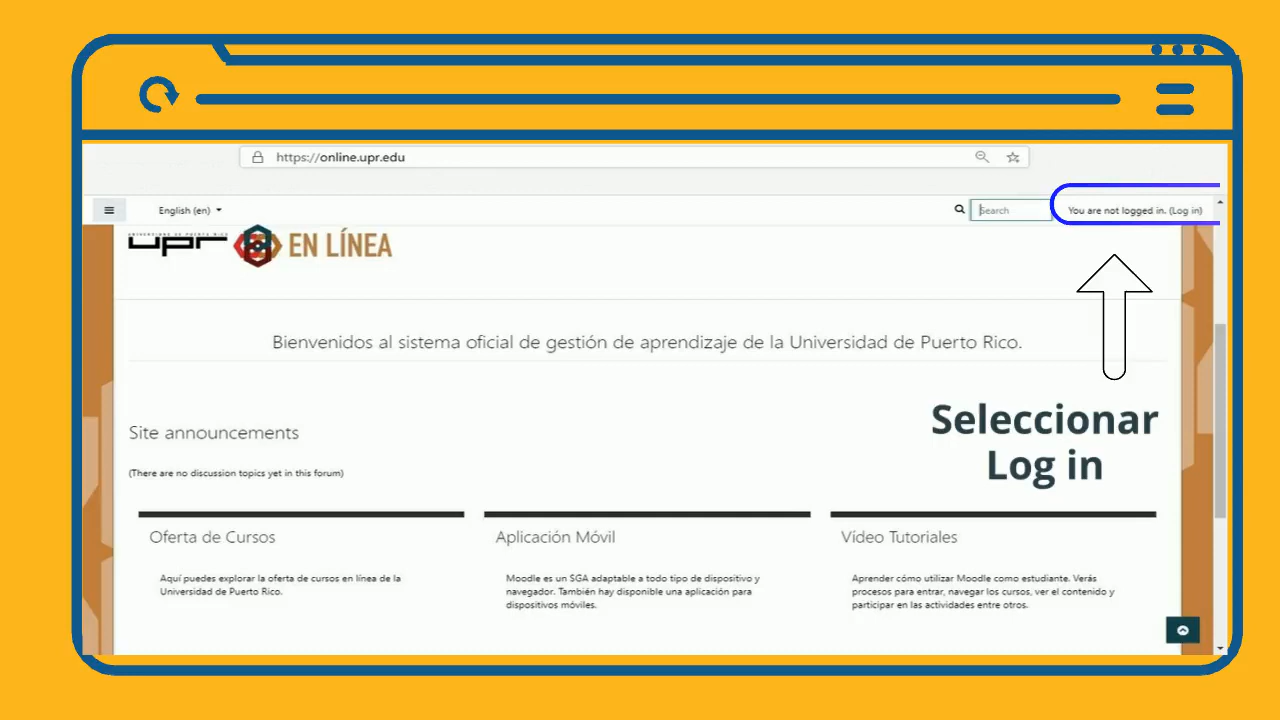 https://online.upr.edu
English (en)
Search
You are not logged in. (Log in)
UNIVERSIDAD DE PUERTO RICO
upr EN LÍNEA
Bienvenidos al sistema oficial de gestión de aprendizaje de la Universidad de Puerto Rico.
Seleccionar
Log in
Site announcements
(There are no discussion topics yet in this forum)
Oferta de Cursos
Aquí puedes explorar la oferta de cursos en línea de la
Universidad de Puerto Rico.
Aplicación Móvil
Moodle es un SGA adaptable a todo tipo de dispositivo y
navegador. También hay disponible una aplicación para
dispositivos móviles.
Vídeo Tutoriales
Aprender cómo utilizar Moodle como estudiante. Verás
procesos para entrar, navegar los cursos, ver el contenido y
participar en las actividades entre otros.